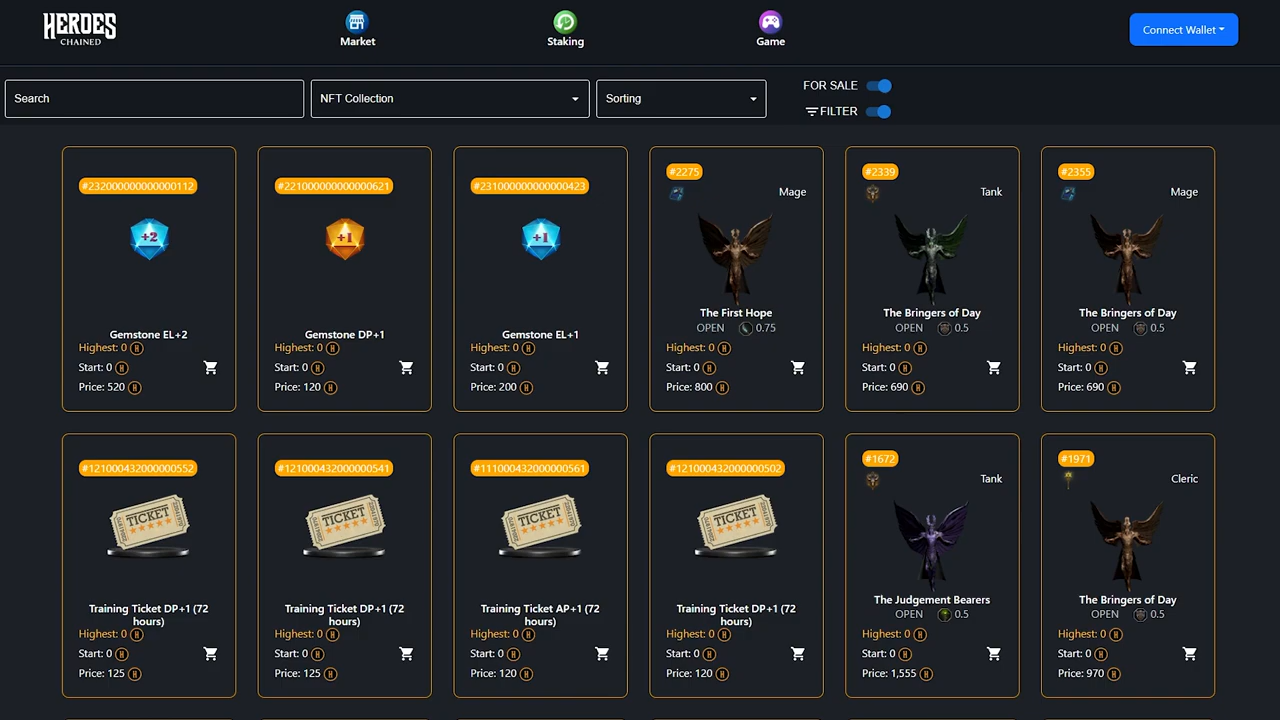 HEROES
CHAINED
Market
Staking
Game
Connect Wallet
Search
NFT Collection
Sorting
FOR SALE
FILTER
#232000000000000112
+2
Gemstone EL+2
Highest: 0 H
Start: 0 H
Price: 520 H
#221000000000000621
+1
Gemstone DP+1
Highest: 0 H
Start: 0 H
Price: 120 H
#231000000000000423
+1
Gemstone EL+1
Highest: 0 H
Start: 0 H
Price: 200 H
#2275
Mage
The First Hope
OPEN 0.75
Highest: 0 H
Start: 0 H
Price: 800 H
#2339
Tank
The Bringers of Day
OPEN 0.5
Highest: 0 H
Start: 0 H
Price: 690 H
#2355
Mage
The Bringers of Day
OPEN 0.5
Highest: 0 H
Start: 0 H
Price: 690 H
#121000432000000552
TICKET
Training Ticket DP+1 (72
hours)
Highest: 0 H
Start: 0 H
Price: 125 H
#121000432000000541
TICKET
Training Ticket DP+1 (72
hours)
Highest: 0 H
Start: 0 H
Price: 125 H
#111000432000000561
TICKET
Training Ticket AP+1 (72
hours)
Highest: 0 H
Start: 0 H
Price: 120 H
#121000432000000502
TICKET
Training Ticket DP+1 (72
hours)
Highest: 0 H
Start: 0 H
Price: 120 H
#1672
Tank
The Judgement Bearers
OPEN 0.5
Highest: 0 H
Start: 0 H
Price: 1,555 H
#1971
Cleric
The Bringers of Day
OPEN 0.5
Highest: 0 H
Start: 0 H
Price: 970 H